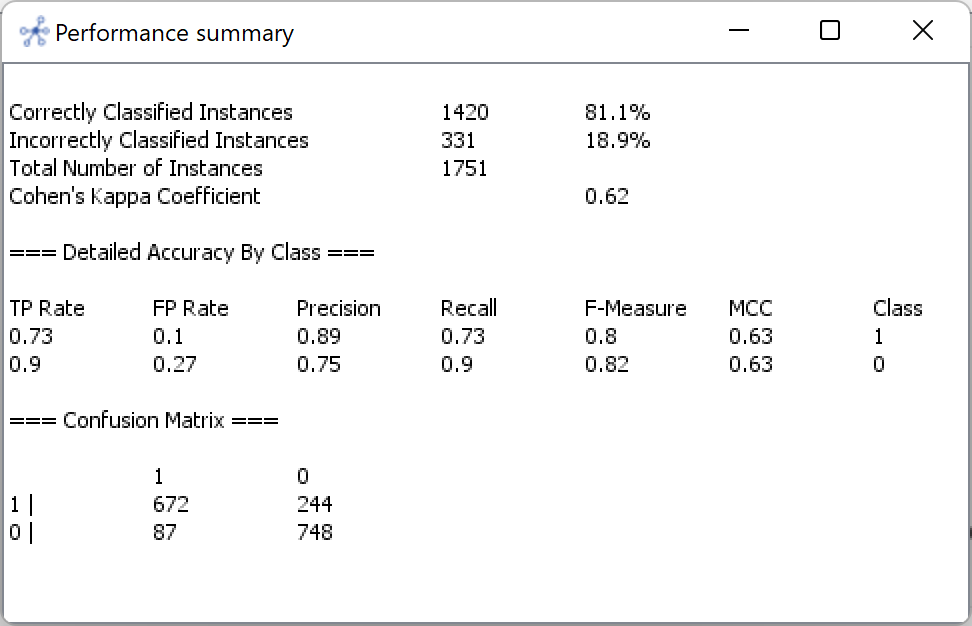 Performance summary
Correctly Classified Instances 1420 81.1%
Incorrectly Classified Instances 331 18.9%
Total Number of Instances 1751
Cohen's Kappa Coefficient 0.62
=== Detailed Accuracy By Class ===
TP Rate FP Rate Precision Recall F-Measure MCC Class
0.73 0.1 0.89 0.73 0.8 0.63 1
0.9 0.27 0.75 0.9 0.82 0.63 0
=== Confusion Matrix ===
1 0
1 | 672 244
0 | 87 748